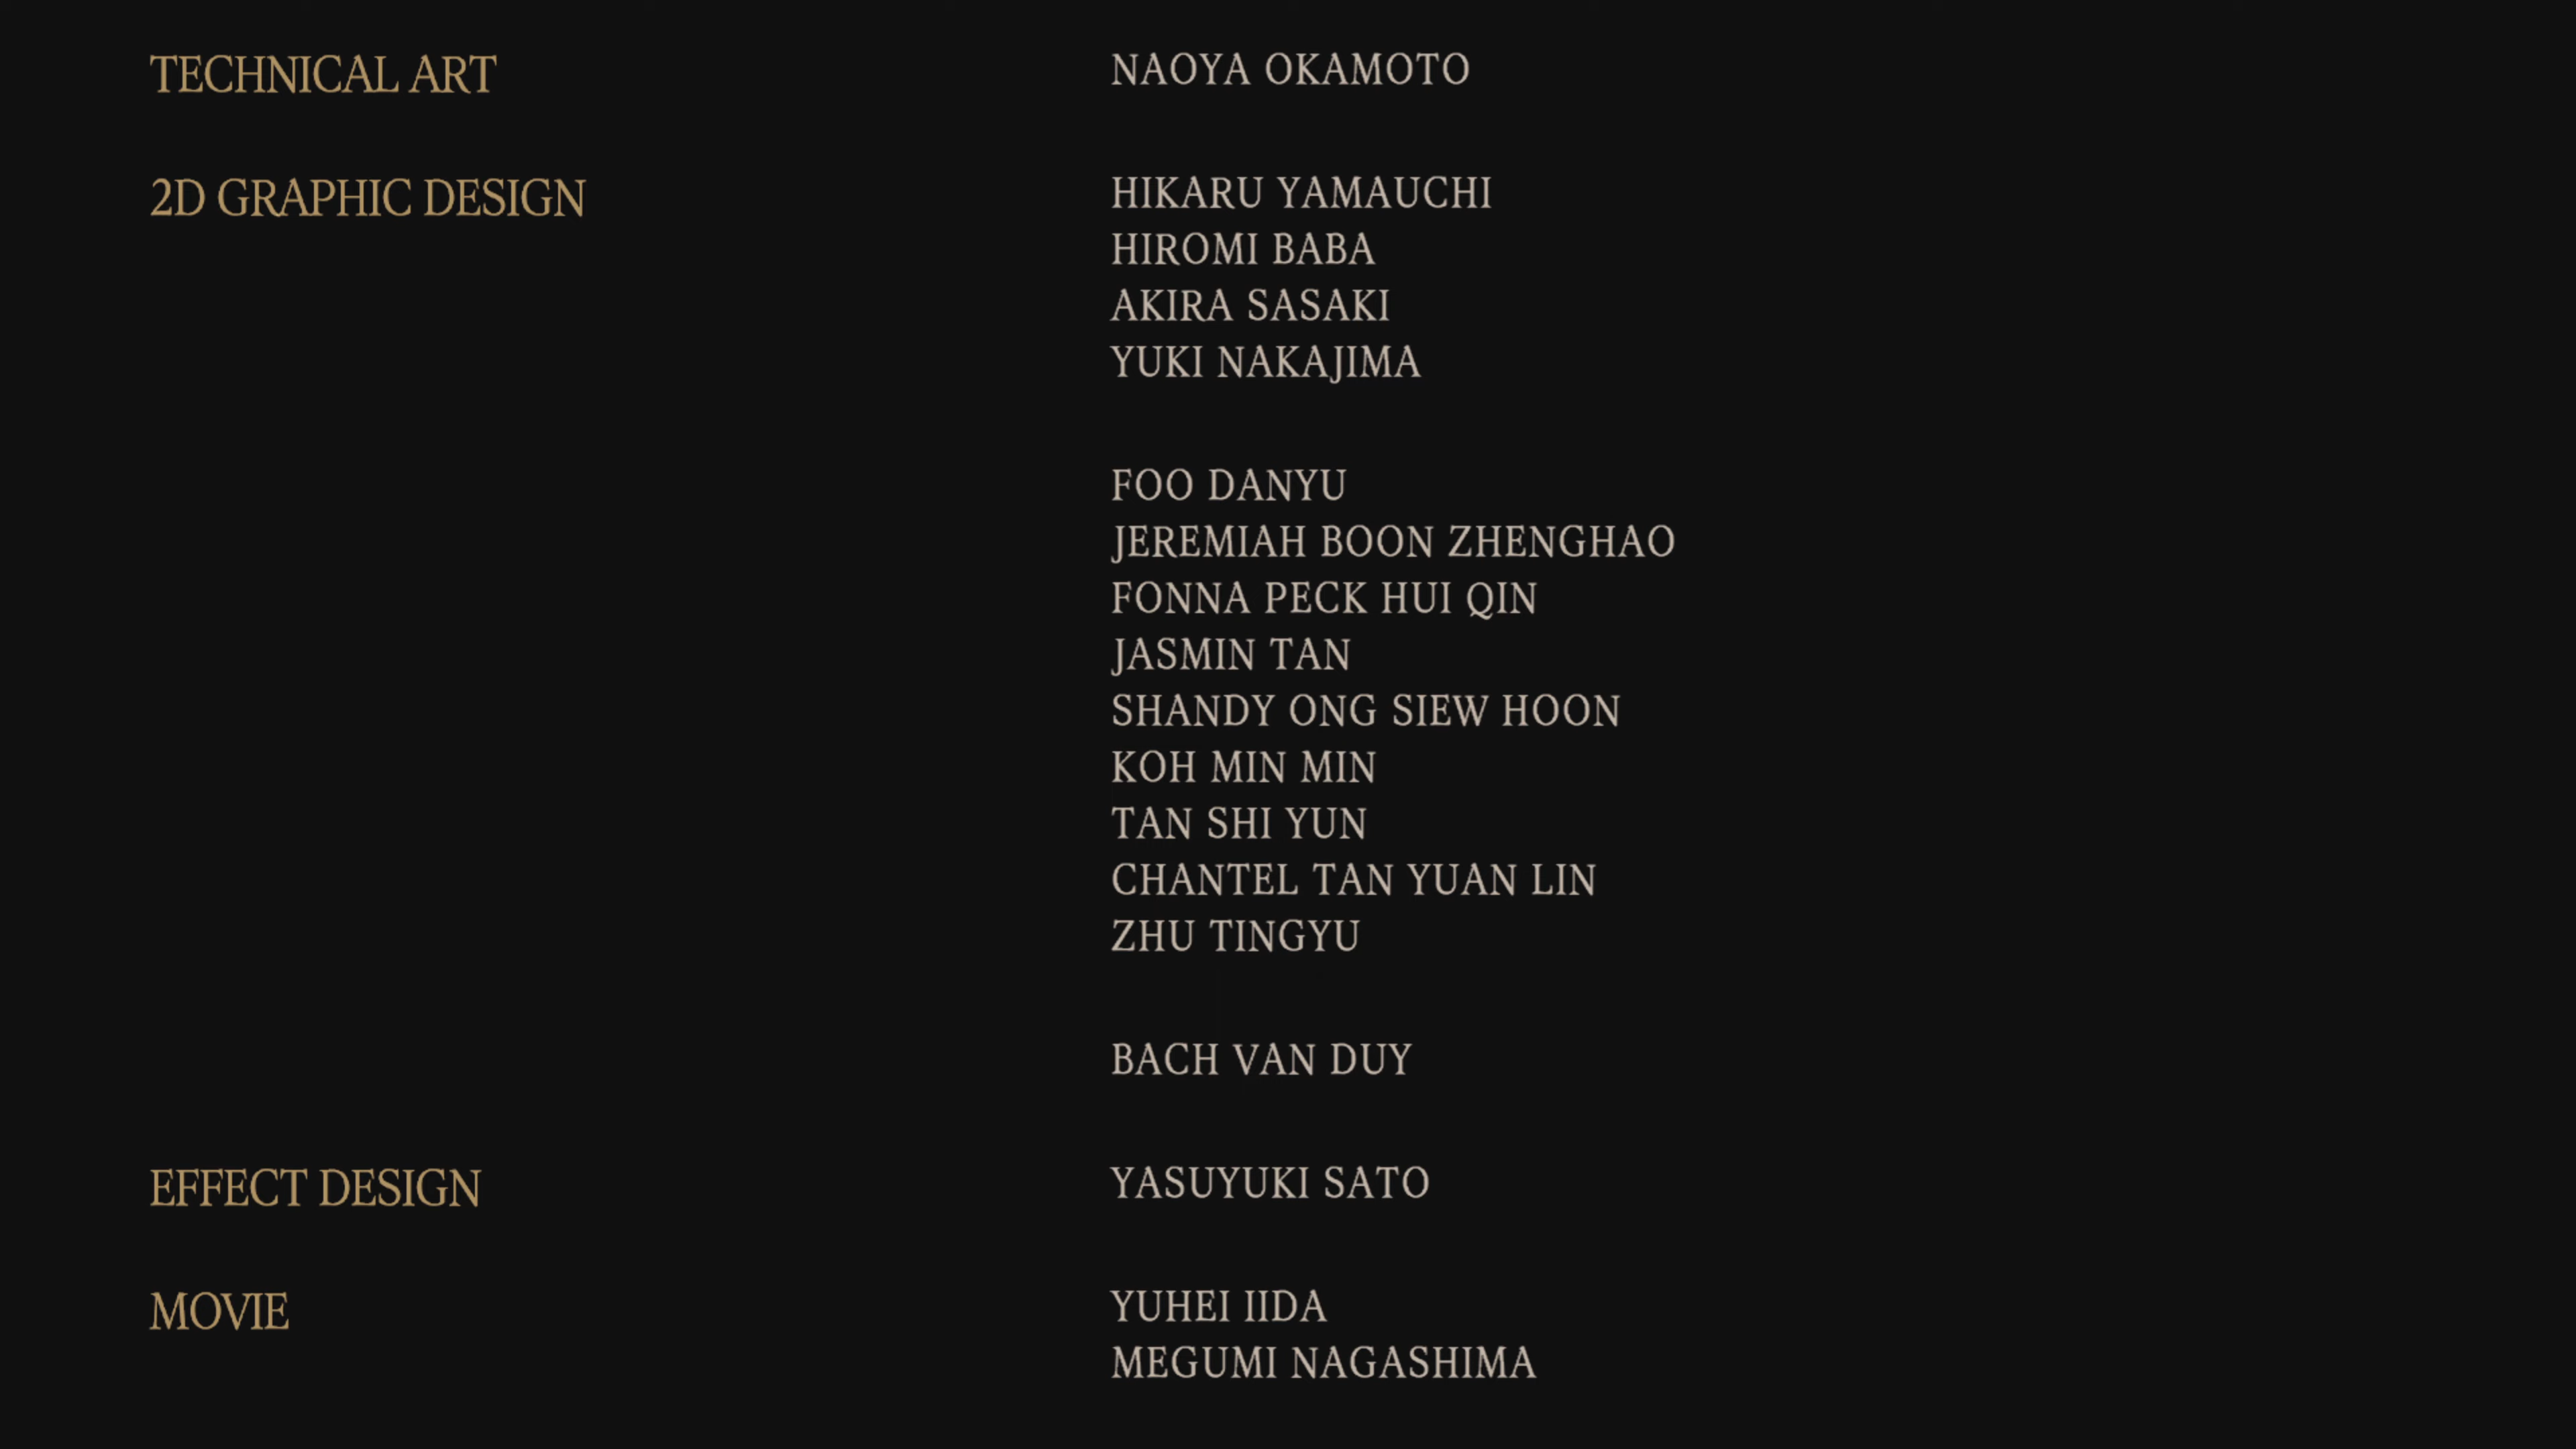 TECHNICAL ART
NAOYA OKAMOTO
2D GRAPHIC DESIGN
HIKARU YAMAUCHI
HIROMI BABA
AKIRA SASAKI
YUKI NAKAJIMA
FOO DANYU
JEREMIAH BOON ZHENGHAO
FONNA PECK HUI QIN
JASMIN TAN
SHANDY ONG SIEW HOON
KOH MIN MIN
TAN SHI YUN
CHANTEL TAN YUAN LIN
ZHU TINGYU
BACH VAN DUY
EFFECT DESIGN
YASUYUKI SATO
MOVIE
YUHEI IIDA
MEGUMI NAGASHIMA